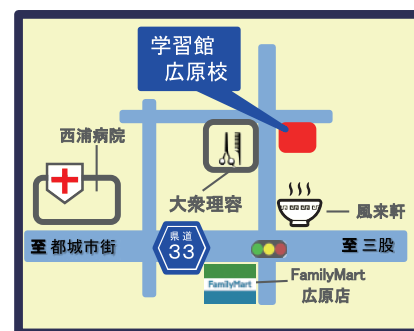 学習館
広原校
西浦病院
大衆理容
風来軒
至都城市街
県道
33
至三股
FamilyMart
FamilyMart
広原店